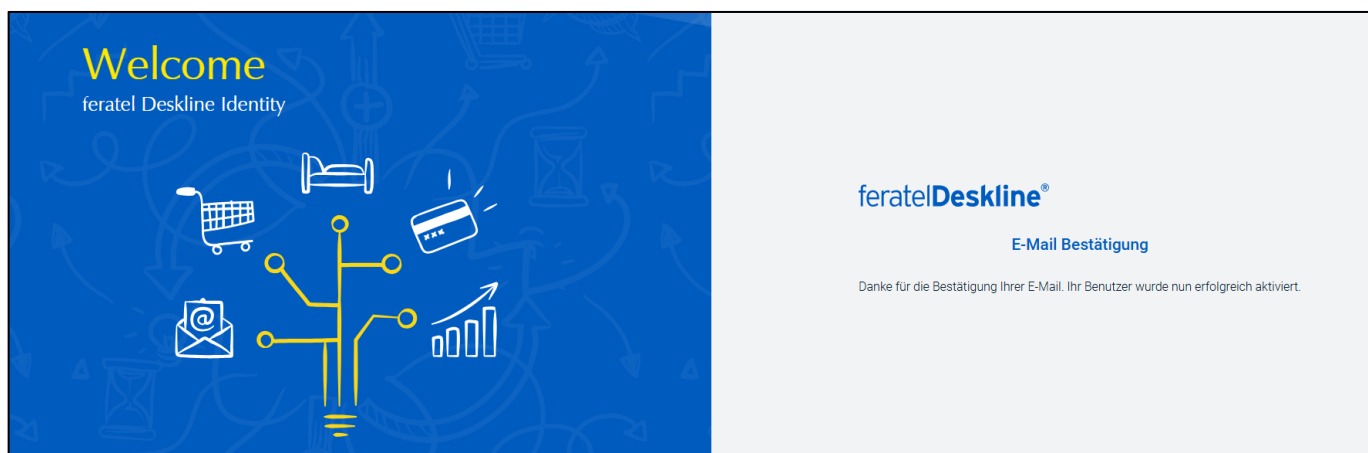 Welcome
feratel Deskline Identity
feratelDeskline®
E-Mail Bestätigung
Danke für die Bestätigung Ihrer E-Mail. Ihr Benutzer wurde nun erfolgreich aktiviert.